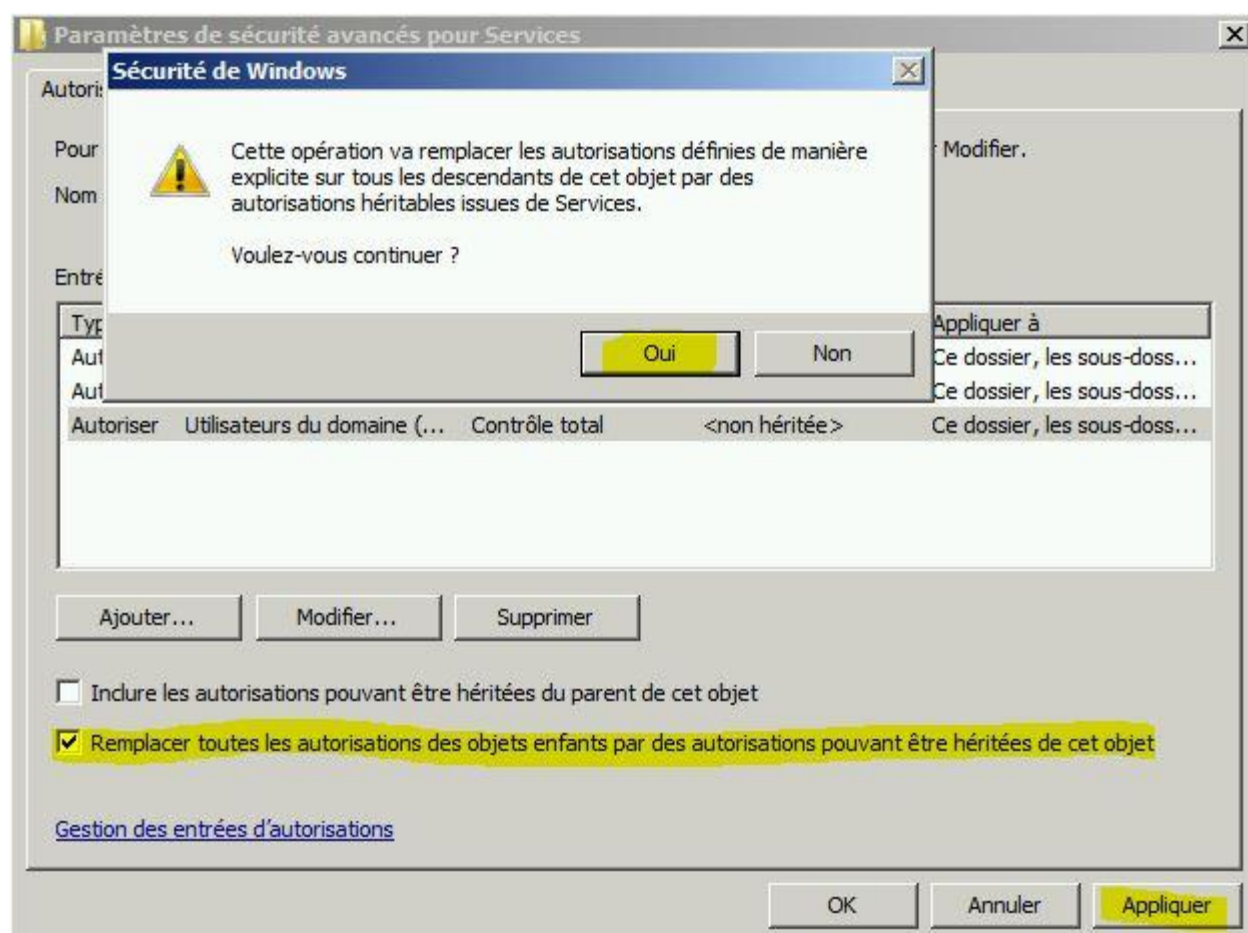 Paramètres de sécurité avancés pour Services
Sécurité de Windows
Cette opération va remplacer les autorisations définies de manière
explicite sur tous les descendants de cet objet par des
autorisations héritables issues de Services.
Voulez-vous continuer ?
Oui Non
Pour Modifier.
Nom
Appliquer à
Ce dossier, les sous-doss...
Ce dossier, les sous-doss...
Autoriser Utilisateurs du domaine (... Contrôle total <non héritée> Ce dossier, les sous-doss...
Ajouter... Modifier... Supprimer
Inclure les autorisations pouvant être héritées du parent de cet objet
Remplacer toutes les autorisations des objets enfants par des autorisations pouvant être héritées de cet objet
Gestion des entrées d'autorisations
OK Annuler Appliquer